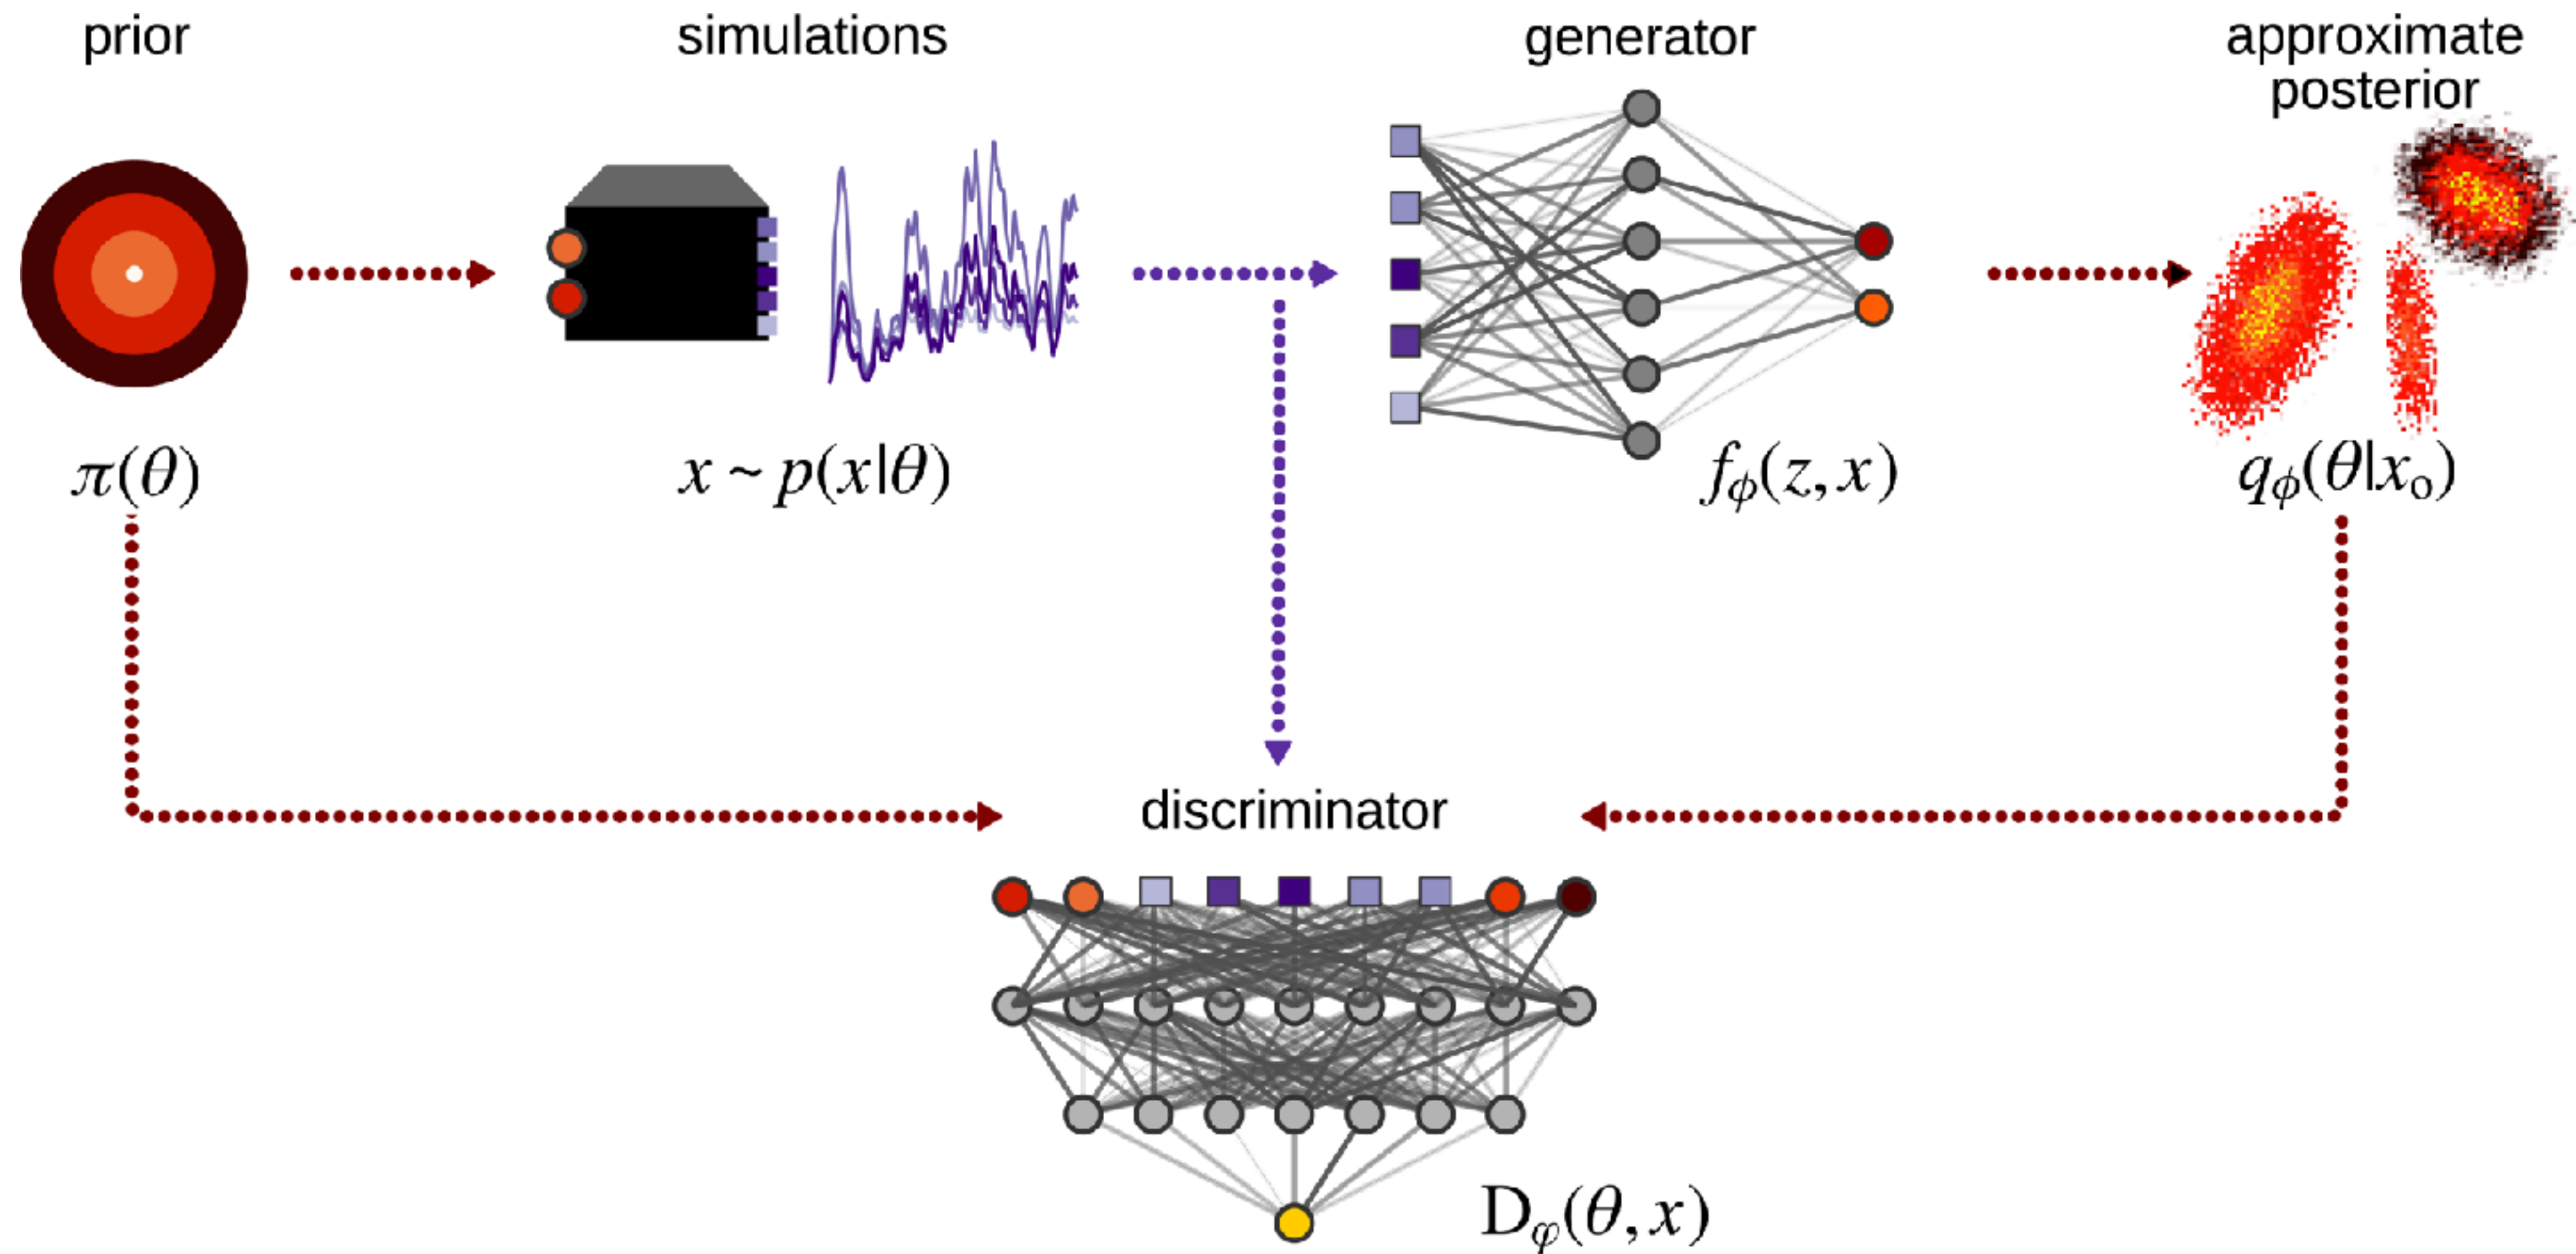 prior
simulations
generator
approximate
posterior
π(θ)
x ~ p(x|θ)
f_ϕ(z, x)
q_ϕ(θ|x_o)
discriminator
D_φ(θ, x)